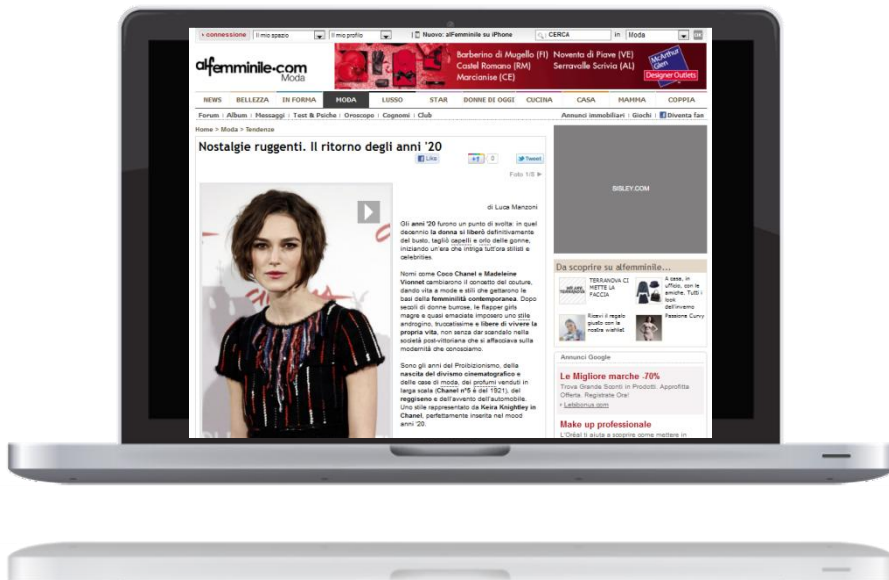 connessione Il mio spazio Il mio profilo | Nuovo: alFemminile su iPhone CERCA in Moda
alfemminile.com
Moda
Barberino di Mugello (FI) Noventa di Piave (VE)
Castel Romano (RM) Serravalle Scrivia (AL)
Marcianise (CE)
McArthur
Glen
Designer Outlets
NEWS BELLEZZA IN FORMA MODA LUSSO STAR DONNE DI OGGI CUCINA CASA MAMMA COPPIA
Forum | Album | Messaggi | Test & Psiche | Oroscopo | Cognomi | Club Annunci immobiliari | Giochi | Diventa fan
Home > Moda > Tendenze
Nostalgie ruggenti. Il ritorno degli anni '20
Like +1 0 Tweet
Foto 1/8
di Luca Manzoni
Gli anni '20 furono un punto di svolta: in quel
decennio la donna si liberò definitivamente
del busto, tagliò capelli e orlo delle gonne,
iniziando un'era che intriga tutt'ora stilisti e
celebrities.
Nomi come Coco Chanel e Madeleine
Vionnet cambiarono il concetto del couture,
dando vita a mode e stili che gettarono le
basi della femminilità contemporanea. Dopo
secoli di donne burrose, le flapper girls
magre e quasi emaciate imposero uno stile
androgino, truccatissime e libere di vivere la
propria vita, non senza dar scandalo nella
società post-vittoriana che si affacciava sulla
modernità che conosciamo.
Sono gli anni del Proibizionismo, della
nascita del divismo cinematografico e
delle case di moda, dei profumi venduti in
larga scala (Chanel n°5 è del 1921), del
reggiseno e dell'avvento dell'automobile.
Uno stile rappresentato da Keira Knightley in
Chanel, perfettamente inserita nel mood
anni '20.
SISLEY.COM
Da scoprire su alfemminile...
TERRANOVA CI
METTE LA
FACCIA
A casa, in
ufficio, con le
amiche. Tutti i
look
dell'inverno
Ricevi il regalo
giusto con la
nostra wishlist
Passione Curvy
Annunci Google
Le Migliore marche -70%
Trova Grande Sconti in Prodotti. Approfitta
Offerta. Registrate Ora!
Letsbonus.com
Make up professionale
L'Oréal ti aiuta a scoprire come mettere in